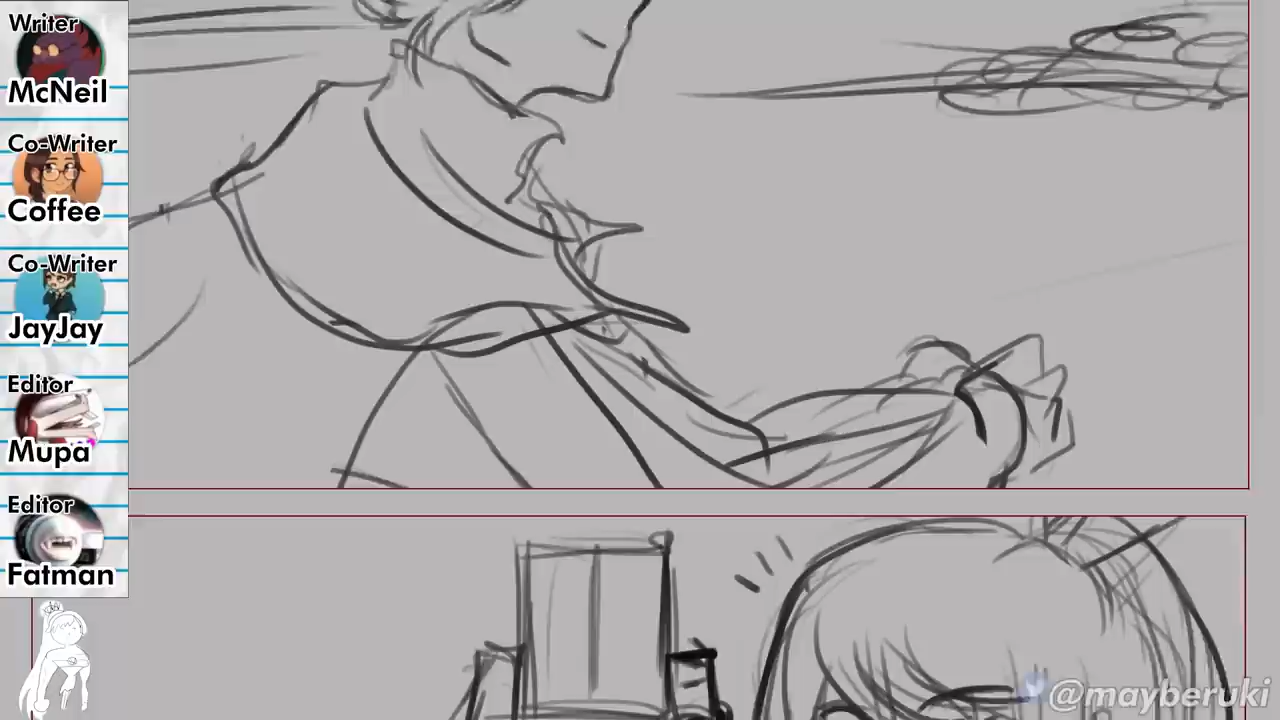 Writer
McNeil
Co-Writer
Coffee
Co-Writer
JayJay
Editor
Mupa
Editor
Fatman
@mayberuki